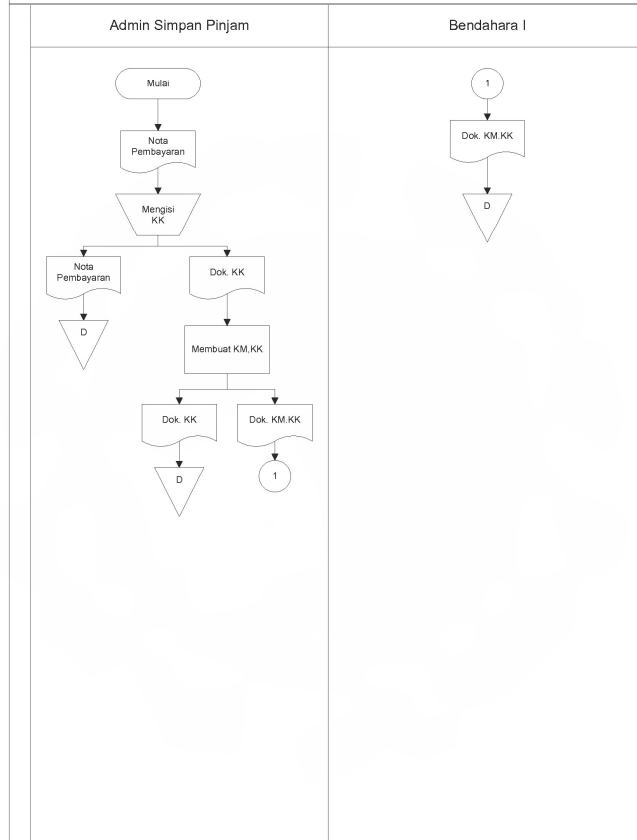 Admin Simpan Pinjam
Bendahara I
Mulai
Nota
Pembayaran
Mengisi
KK
Nota
Pembayaran
Dok. KK
D
Membuat KM,KK
Dok. KK
Dok. KM.KK
D
1
1
Dok. KM.KK
D